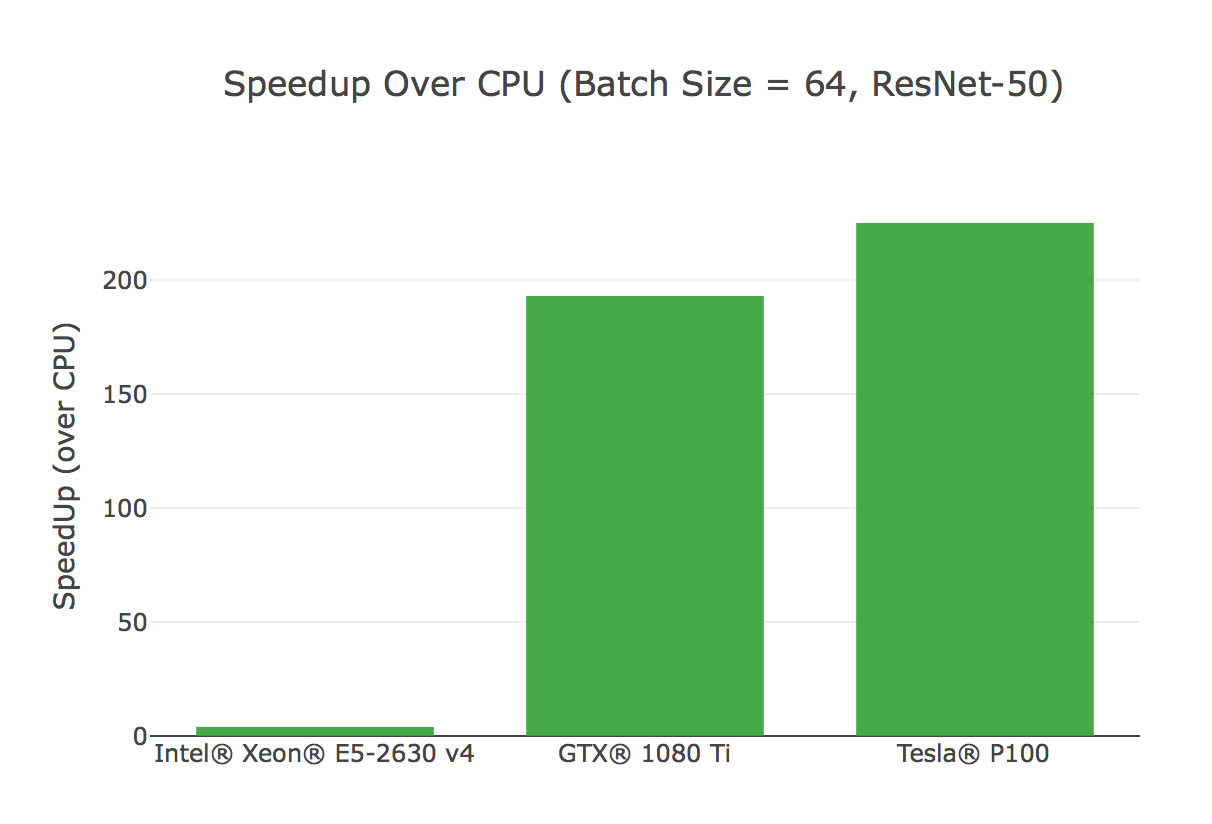 Speedup Over CPU (Batch Size = 64, ResNet-50)
SpeedUp (over CPU)
200
150
100
50
0
Intel® Xeon® E5-2630 v4
GTX® 1080 Ti
Tesla® P100